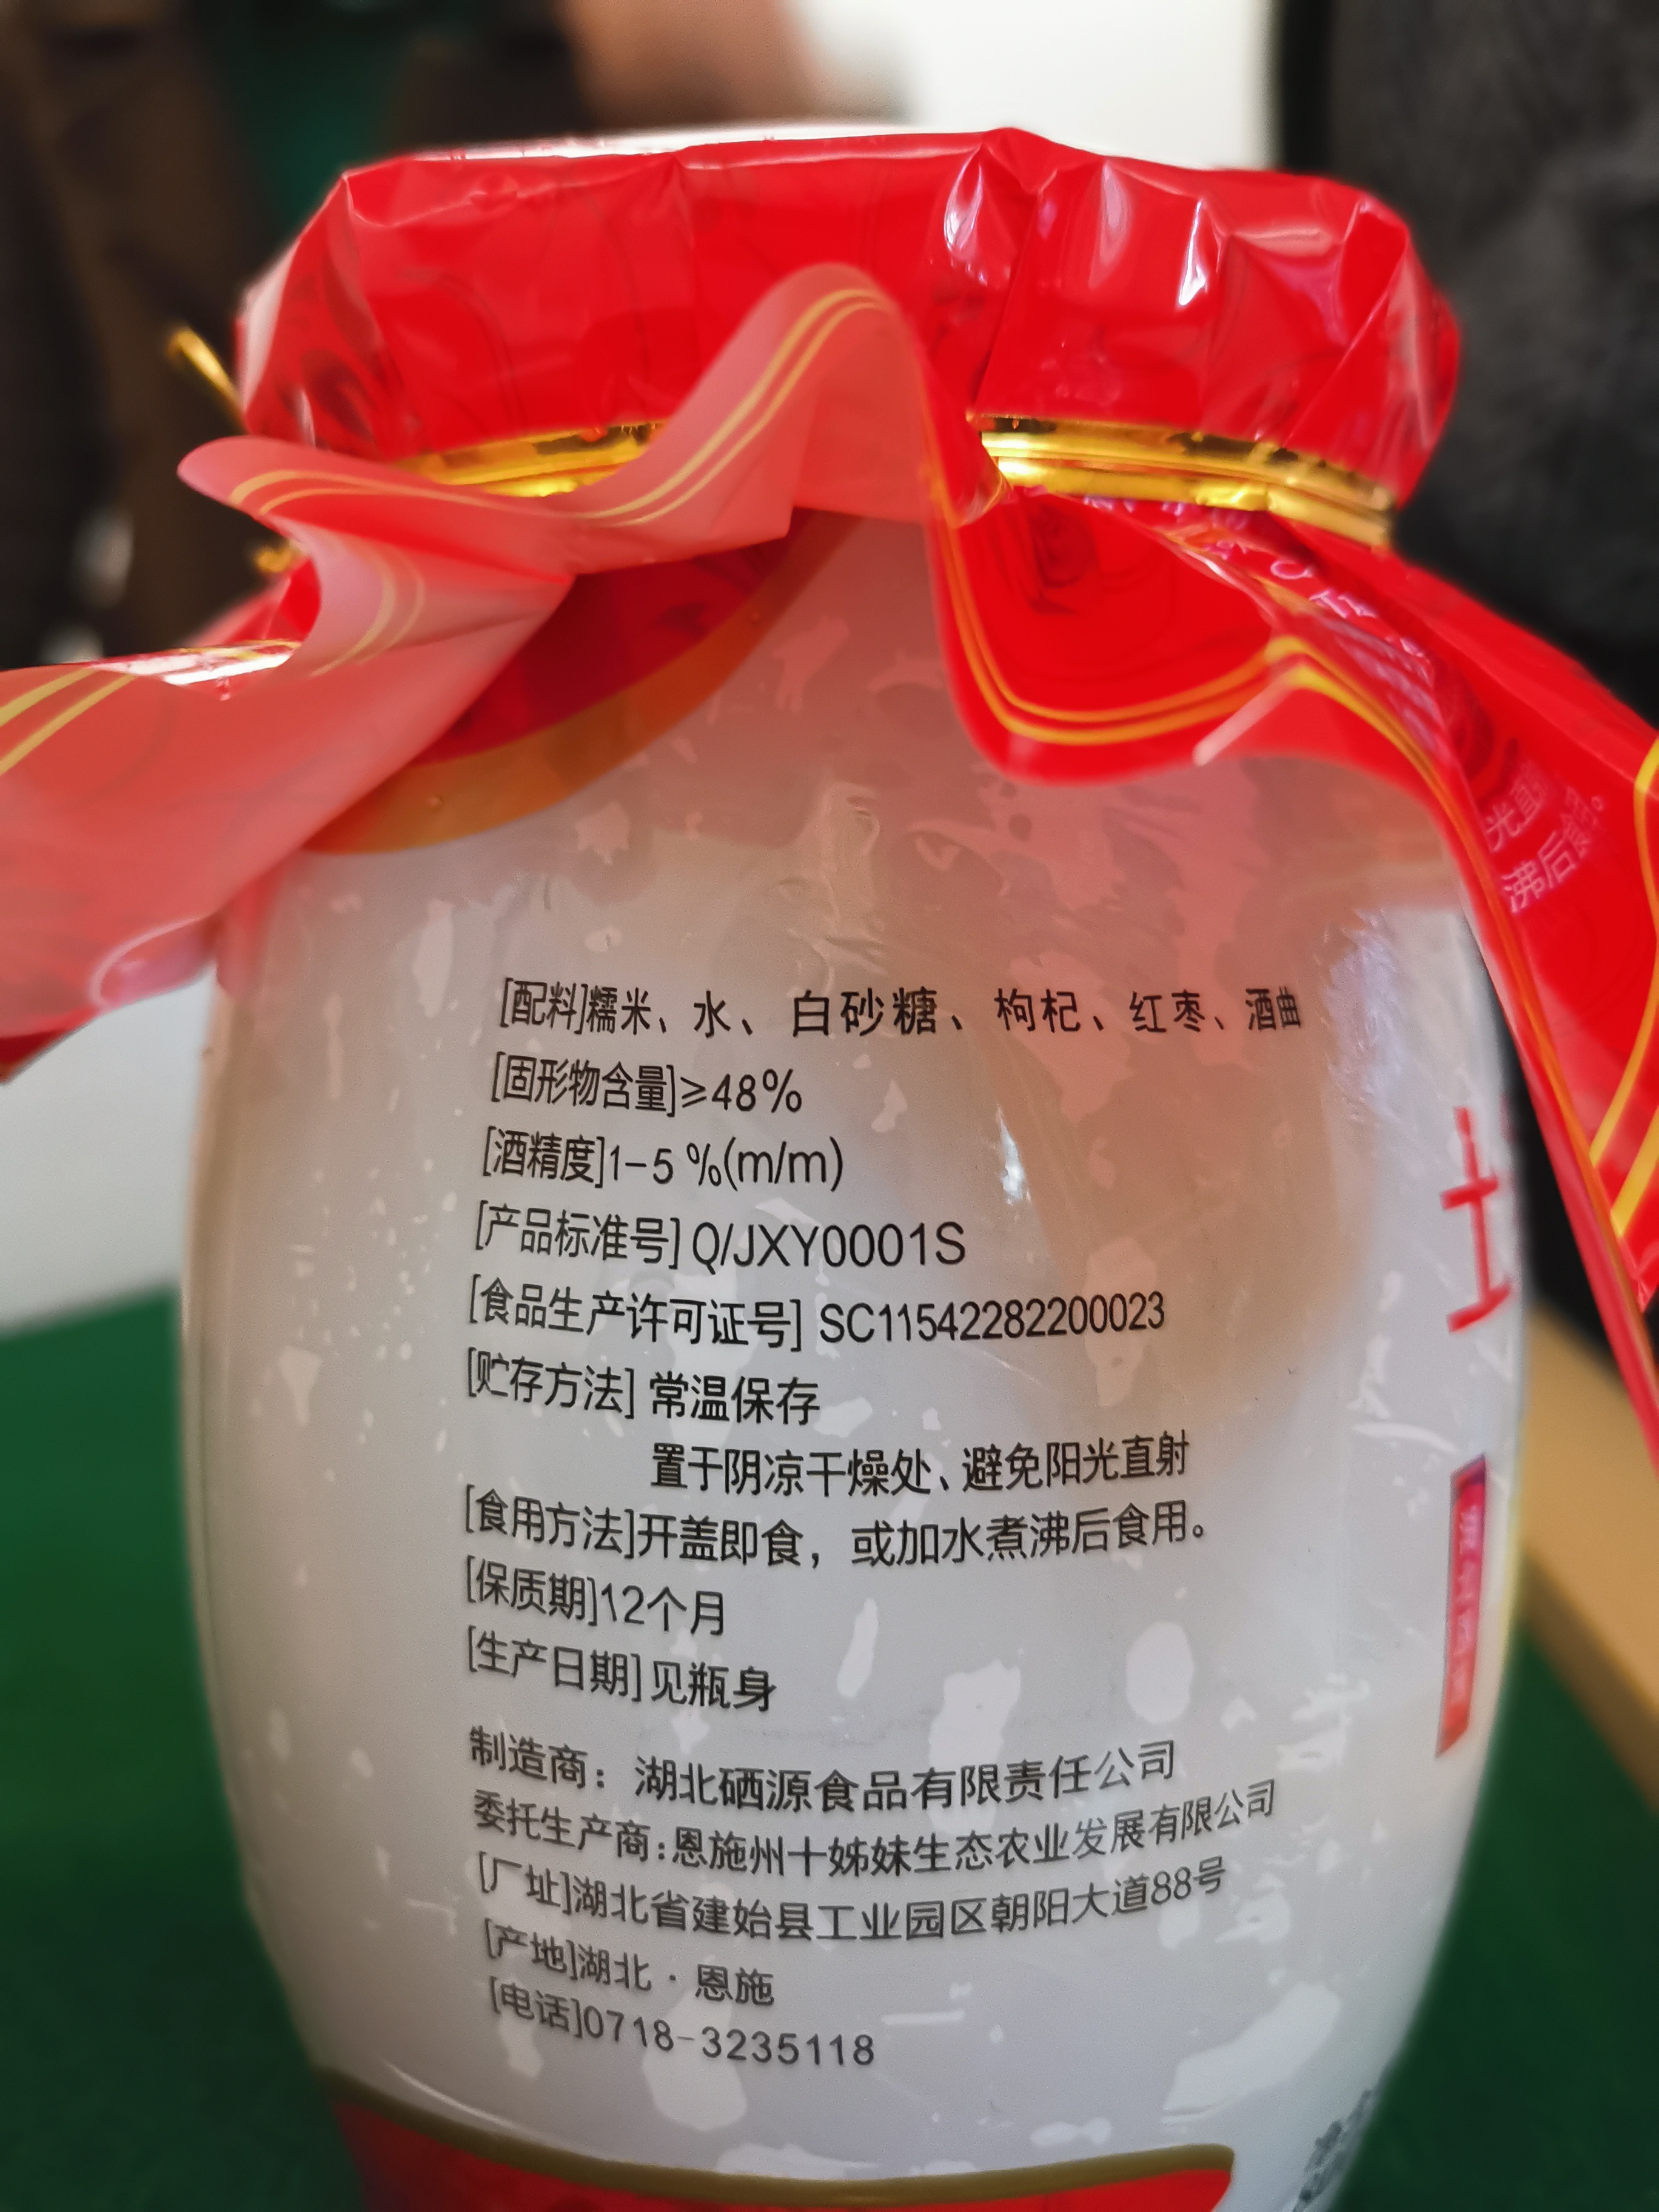 [配料]糯米、水、白砂糖、枸杞、红枣、酒曲
[固形物含量]≥48%
[酒精度]1-5 %(m/m)
[产品标准号] Q/JXY0001S
[食品生产许可证号] SC11542282200023
[贮存方法] 常温保存
置于阴凉干燥处、避免阳光直射
[食用方法]开盖即食，或加水煮沸后食用。
[保质期]12个月
[生产日期] 见瓶身
制造商：湖北硒源食品有限责任公司
委托生产商:恩施州十姊妹生态农业发展有限公司
[厂址]湖北省建始县工业园区朝阳大道88号
[产地]湖北·恩施
[电话]0718-3235118
土
光直
沸后食